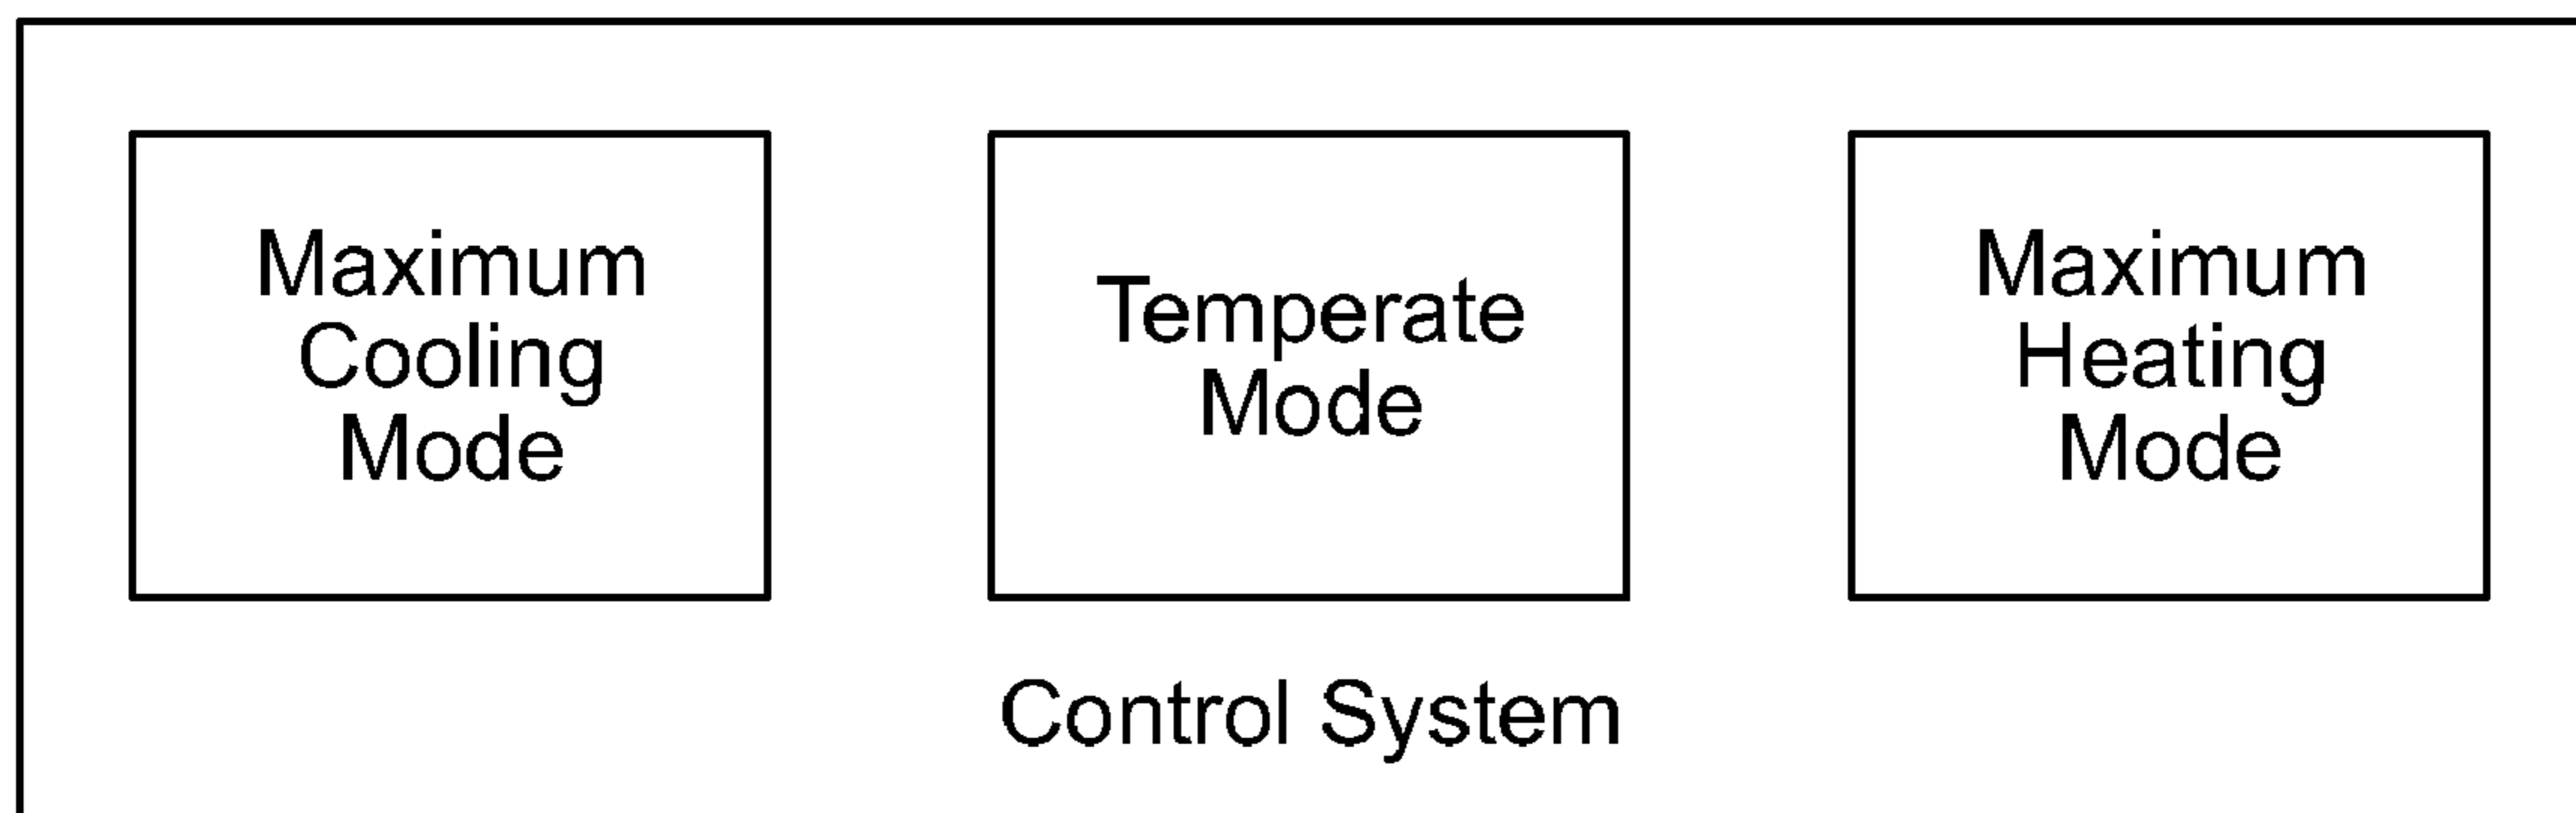 Maximum
Cooling
Mode
Temperate
Mode
Maximum
Heating
Mode
Control System